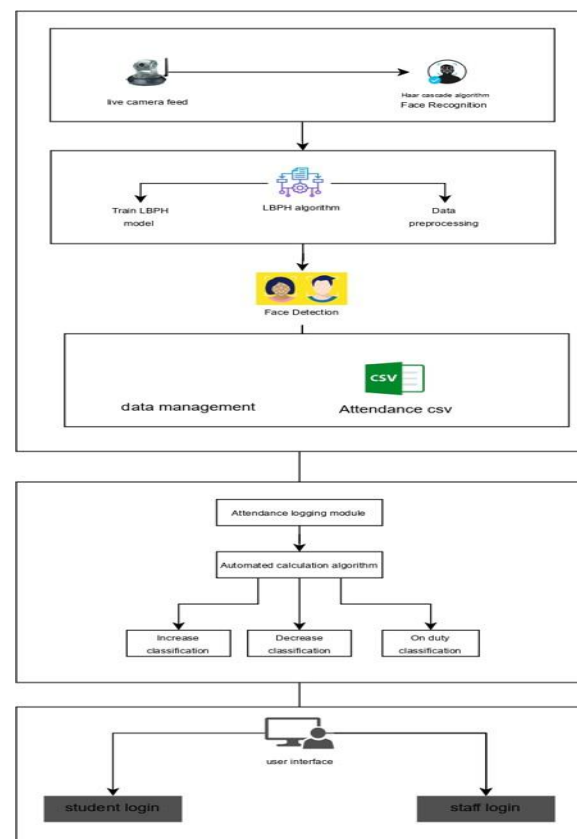 live camera feed
Haar cascade algorithm
Face Recognition
LBPH algorithm
Train LBPH
model
Data
preprocessing
Face Detection
CSV
data management
Attendance csv
Attendance logging module
Automated calculation algorithm
Increase
classification
Decrease
classification
On duty
classification
user interface
student login
staff login